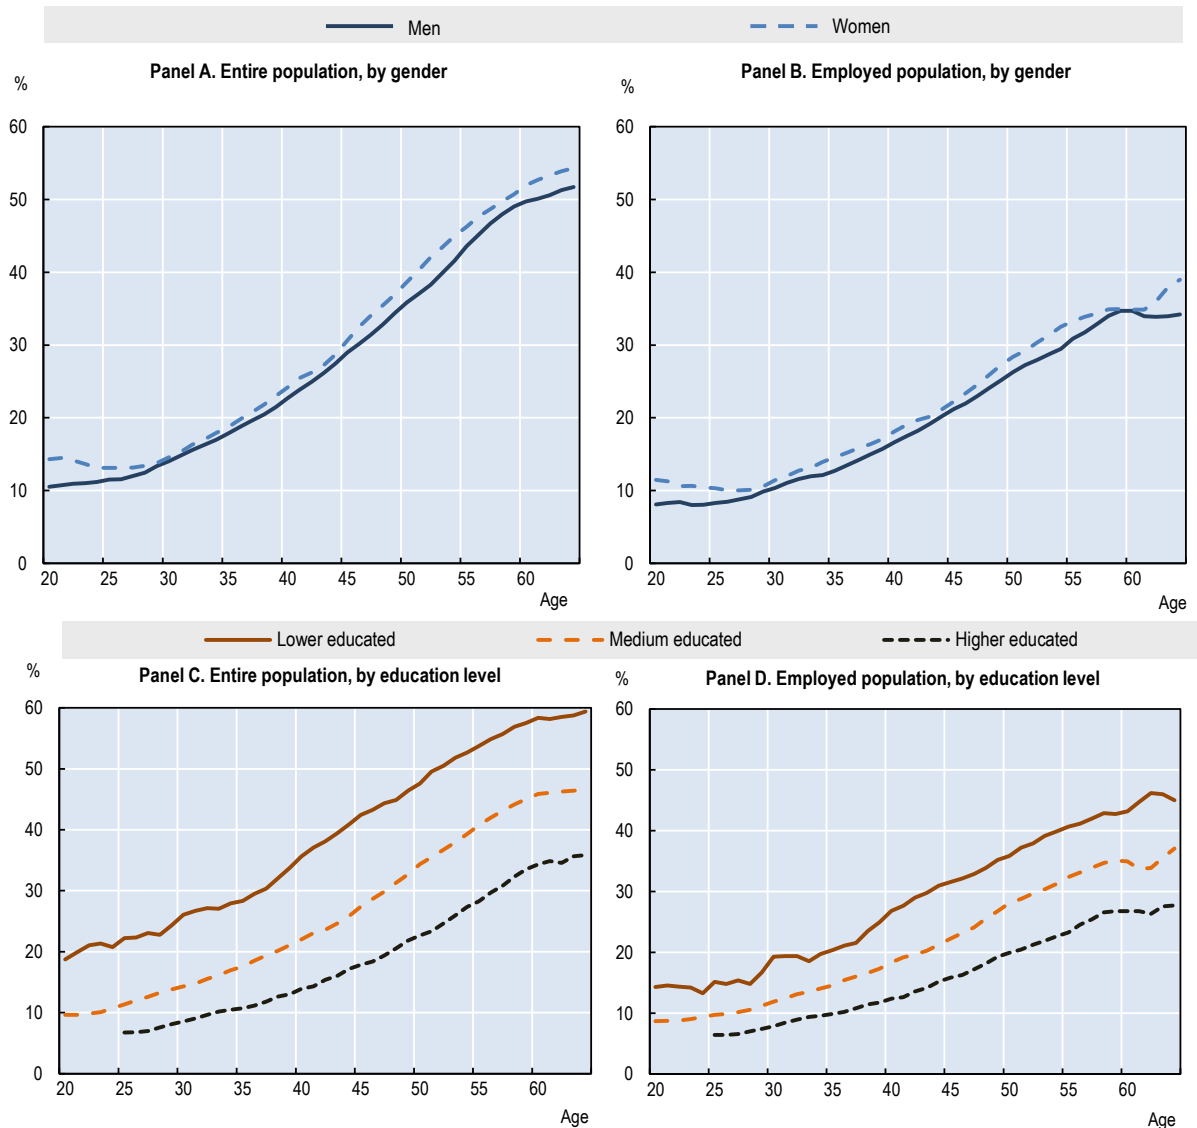 Men Women
Panel A. Entire population, by gender
%
60
50
40
30
20
10
0
20 25 30 35 40 45 50 55 60
Age
Panel B. Employed population, by gender
%
60
50
40
30
20
10
0
20 25 30 35 40 45 50 55 60
Age
Lower educated Medium educated Higher educated
Panel C. Entire population, by education level
%
60
50
40
30
20
10
0
20 25 30 35 40 45 50 55 60
Age
Panel D. Employed population, by education level
%
60
50
40
30
20
10
0
20 25 30 35 40 45 50 55 60
Age